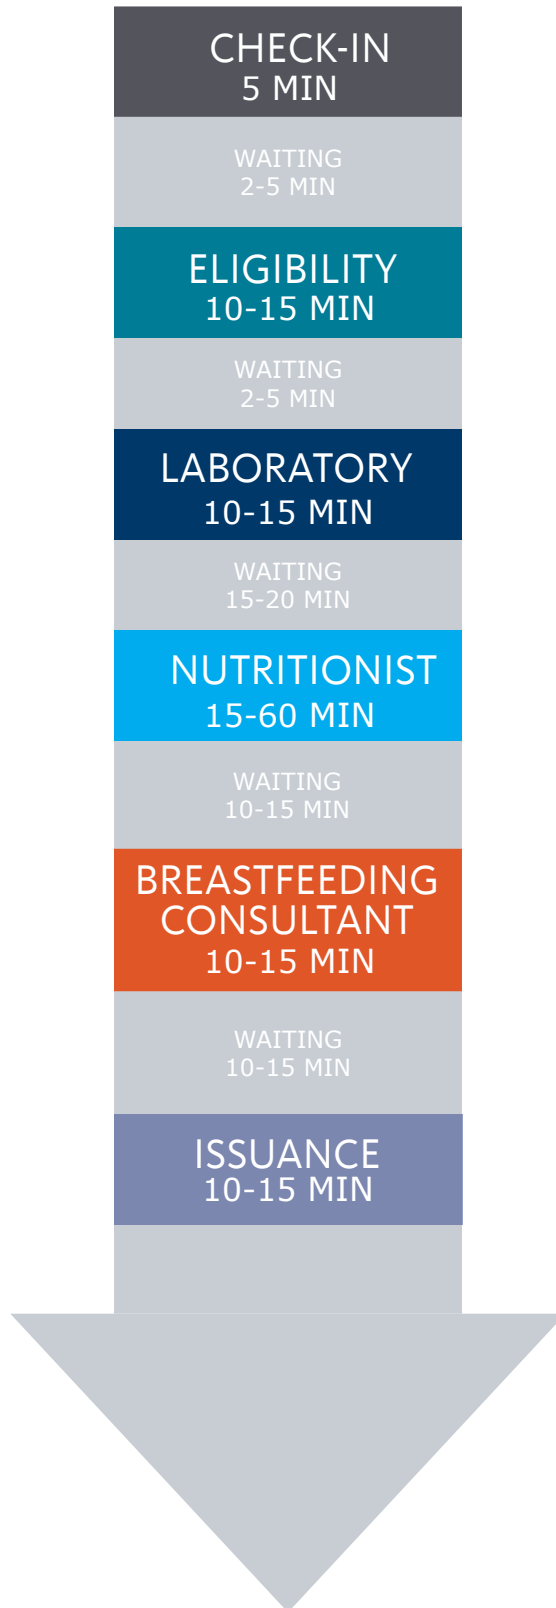 CHECK-IN
5 MIN
WAITING
2-5 MIN
ELIGIBILITY
10-15 MIN
WAITING
2-5 MIN
LABORATORY
10-15 MIN
WAITING
15-20 MIN
NUTRITIONIST
15-60 MIN
WAITING
10-15 MIN
BREASTFEEDING
CONSULTANT
10-15 MIN
WAITING
10-15 MIN
ISSUANCE
10-15 MIN